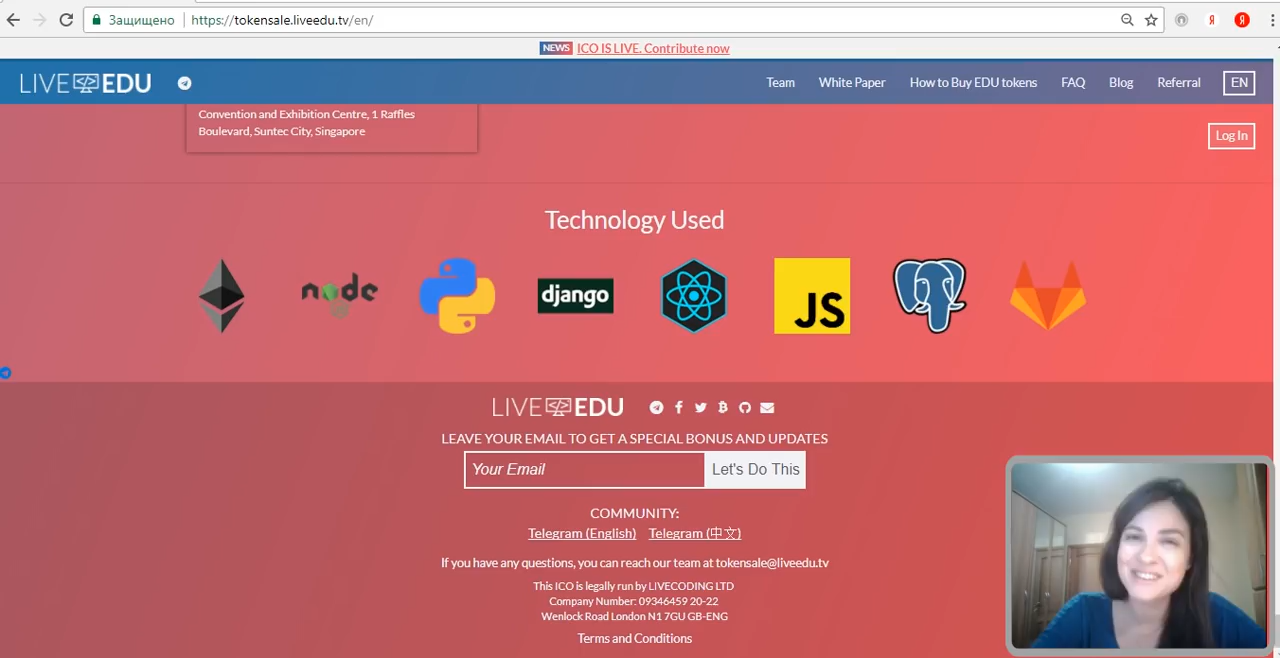 Защищено
https://tokensale.liveedu.tv/en/
Я
Я
NEWS ICO IS LIVE. Contribute now
LIVE EDU
Team White Paper How to Buy EDU tokens FAQ Blog Referral EN
Convention and Exhibition Centre, 1 Raffles
Boulevard, Suntec City, Singapore
Log In
Technology Used
node
django
JS
LIVE EDU
LEAVE YOUR EMAIL TO GET A SPECIAL BONUS AND UPDATES
Your Email Let's Do This
COMMUNITY:
Telegram (English) Telegram (中文)
If you have any questions, you can reach our team at tokensale@liveedu.tv
This ICO is legally run by LIVECODING LTD
Company Number: 09346459 20-22
Wenlock Road London N1 7GU GB-ENG
Terms and Conditions